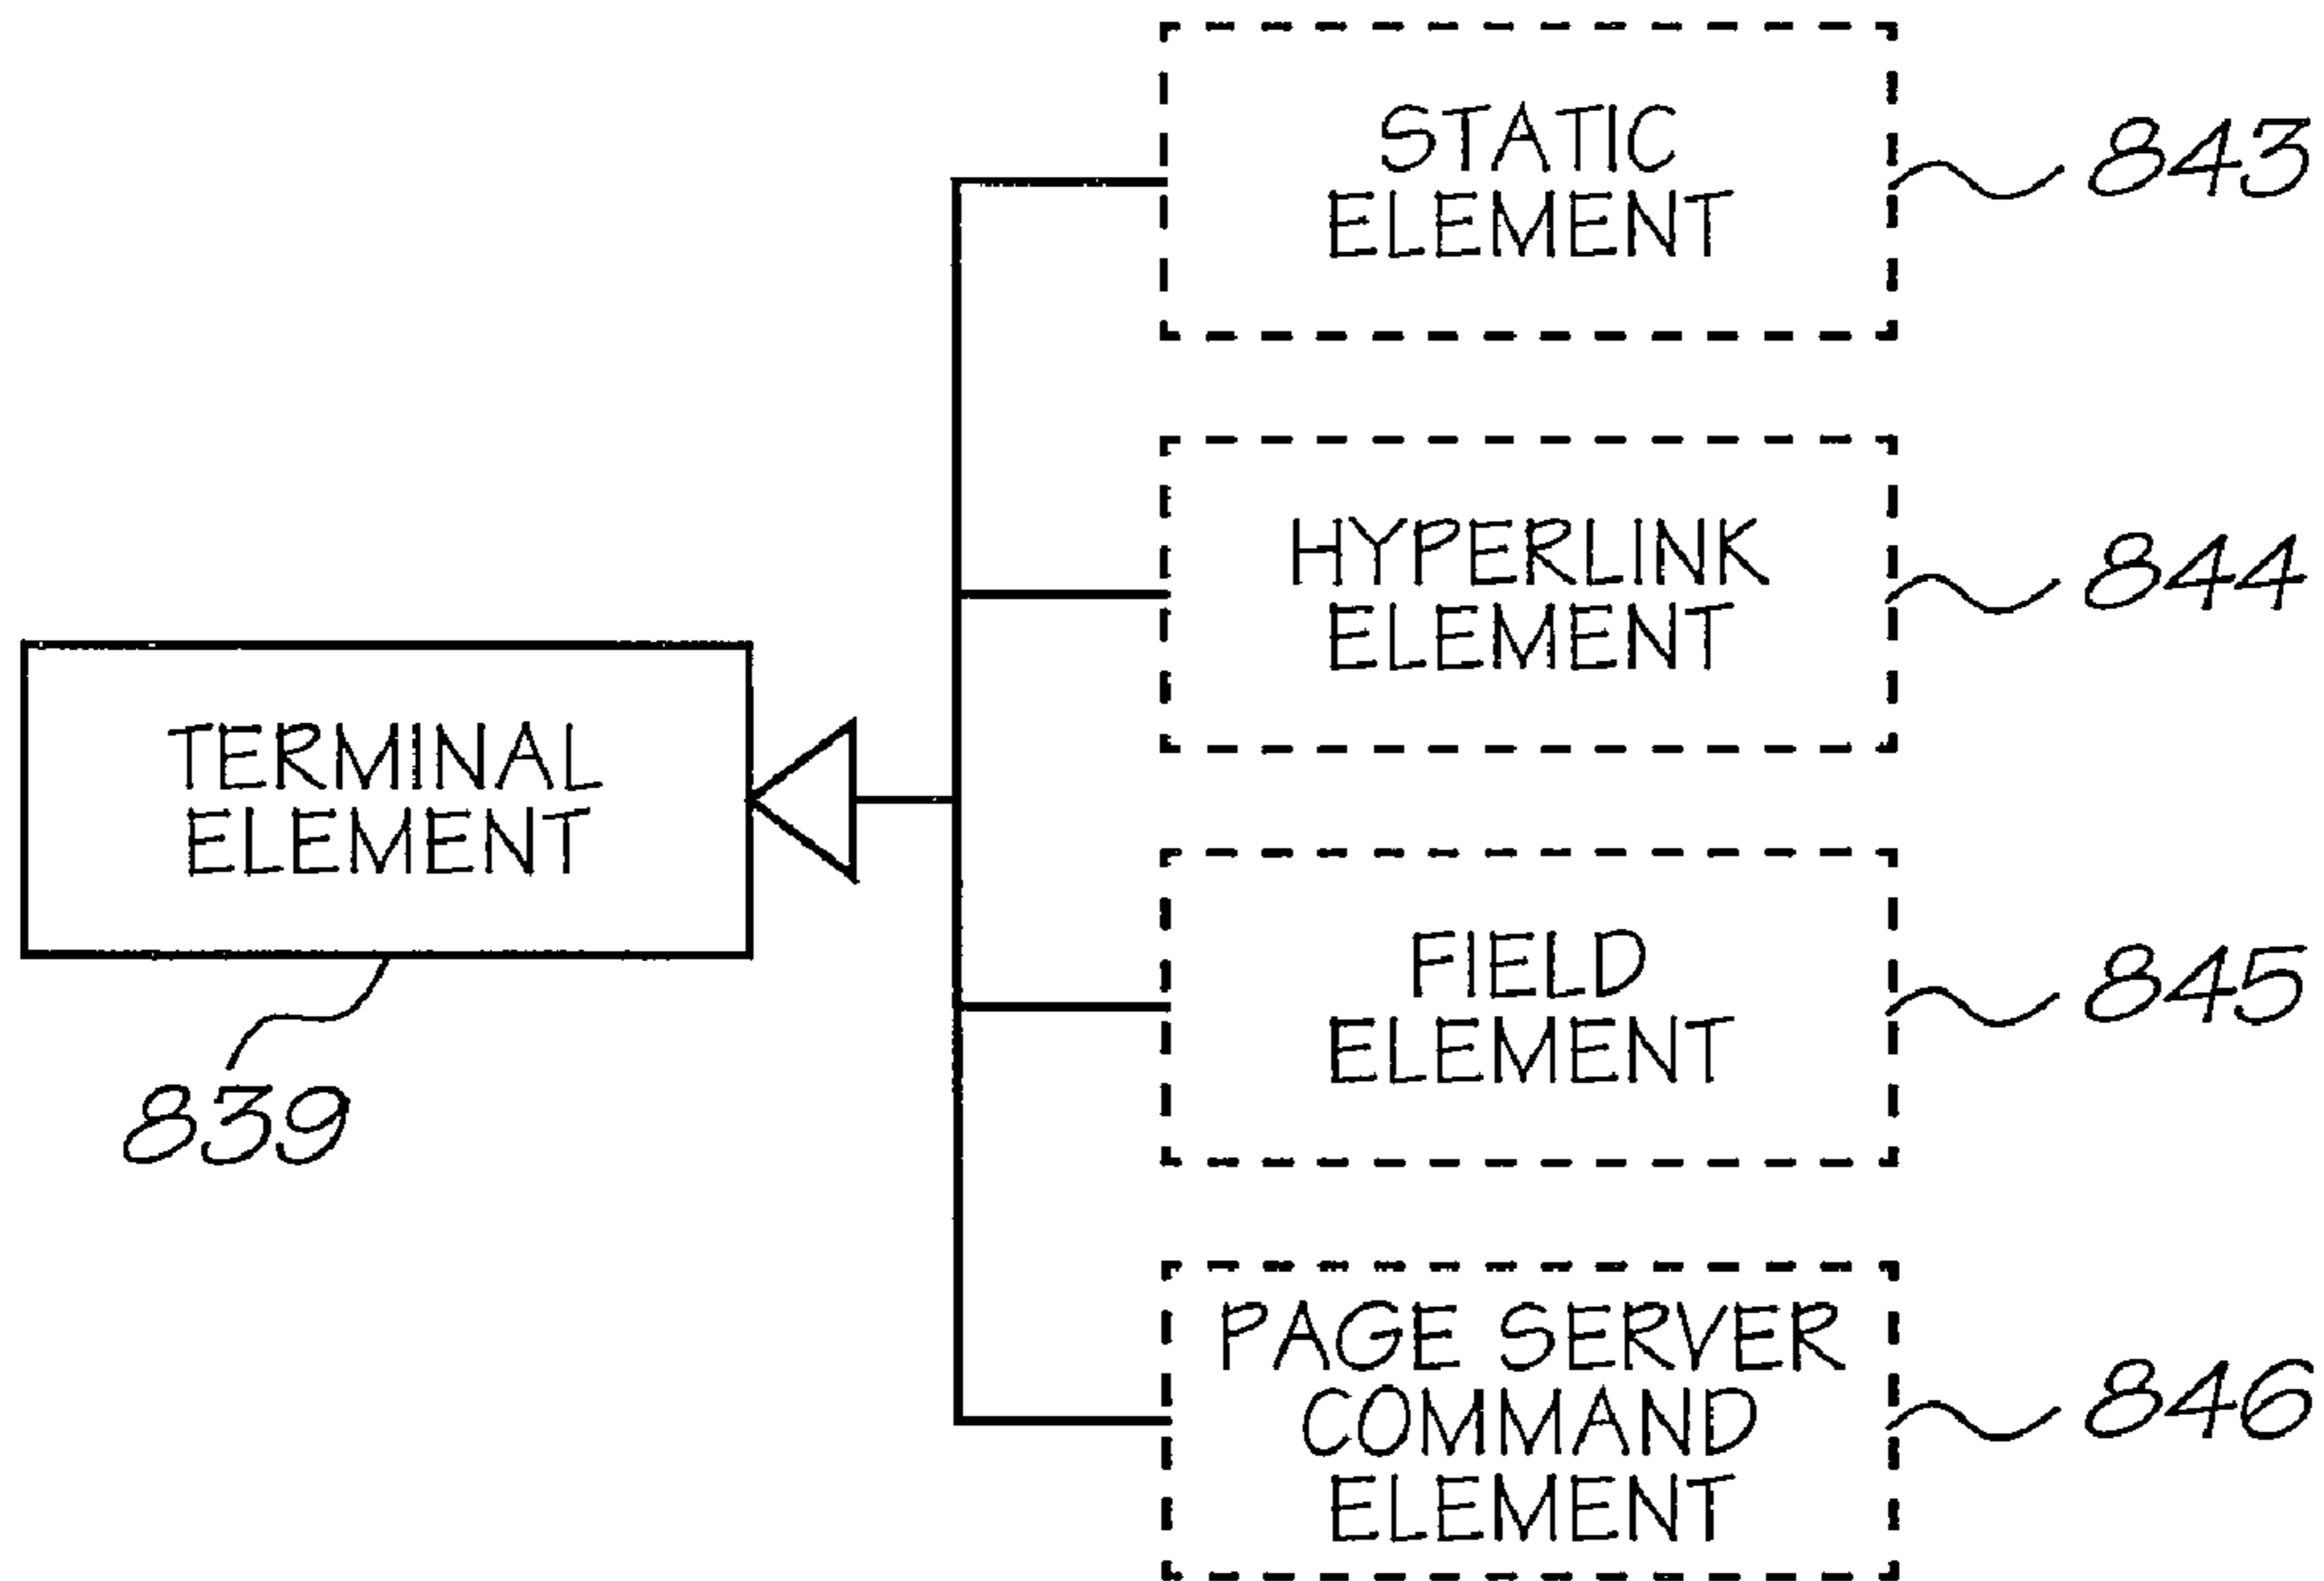 STATIC
ELEMENT
843
HYPERLINK
ELEMENT
844
TERMINAL
ELEMENT
839
FIELD
ELEMENT
845
PAGE SERVER
COMMAND
ELEMENT
846